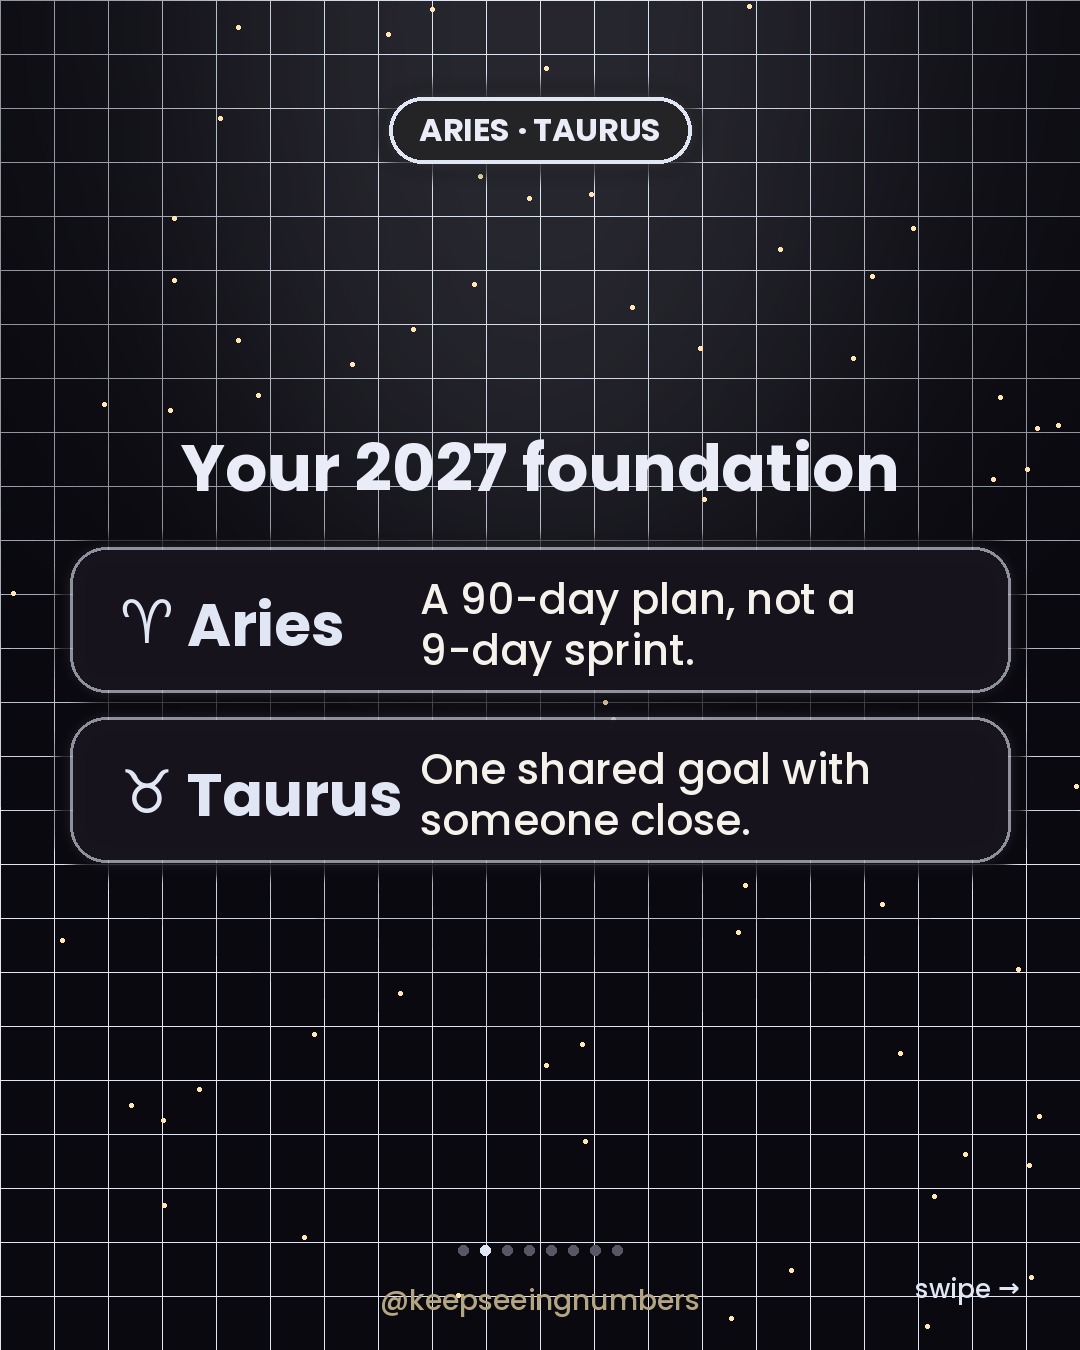 ARIES · TAURUS
Your 2027 foundation
♈ Aries
A 90-day plan, not a
9-day sprint.
♉ Taurus
One shared goal with
someone close.
swipe →
@keepseeingnumbers